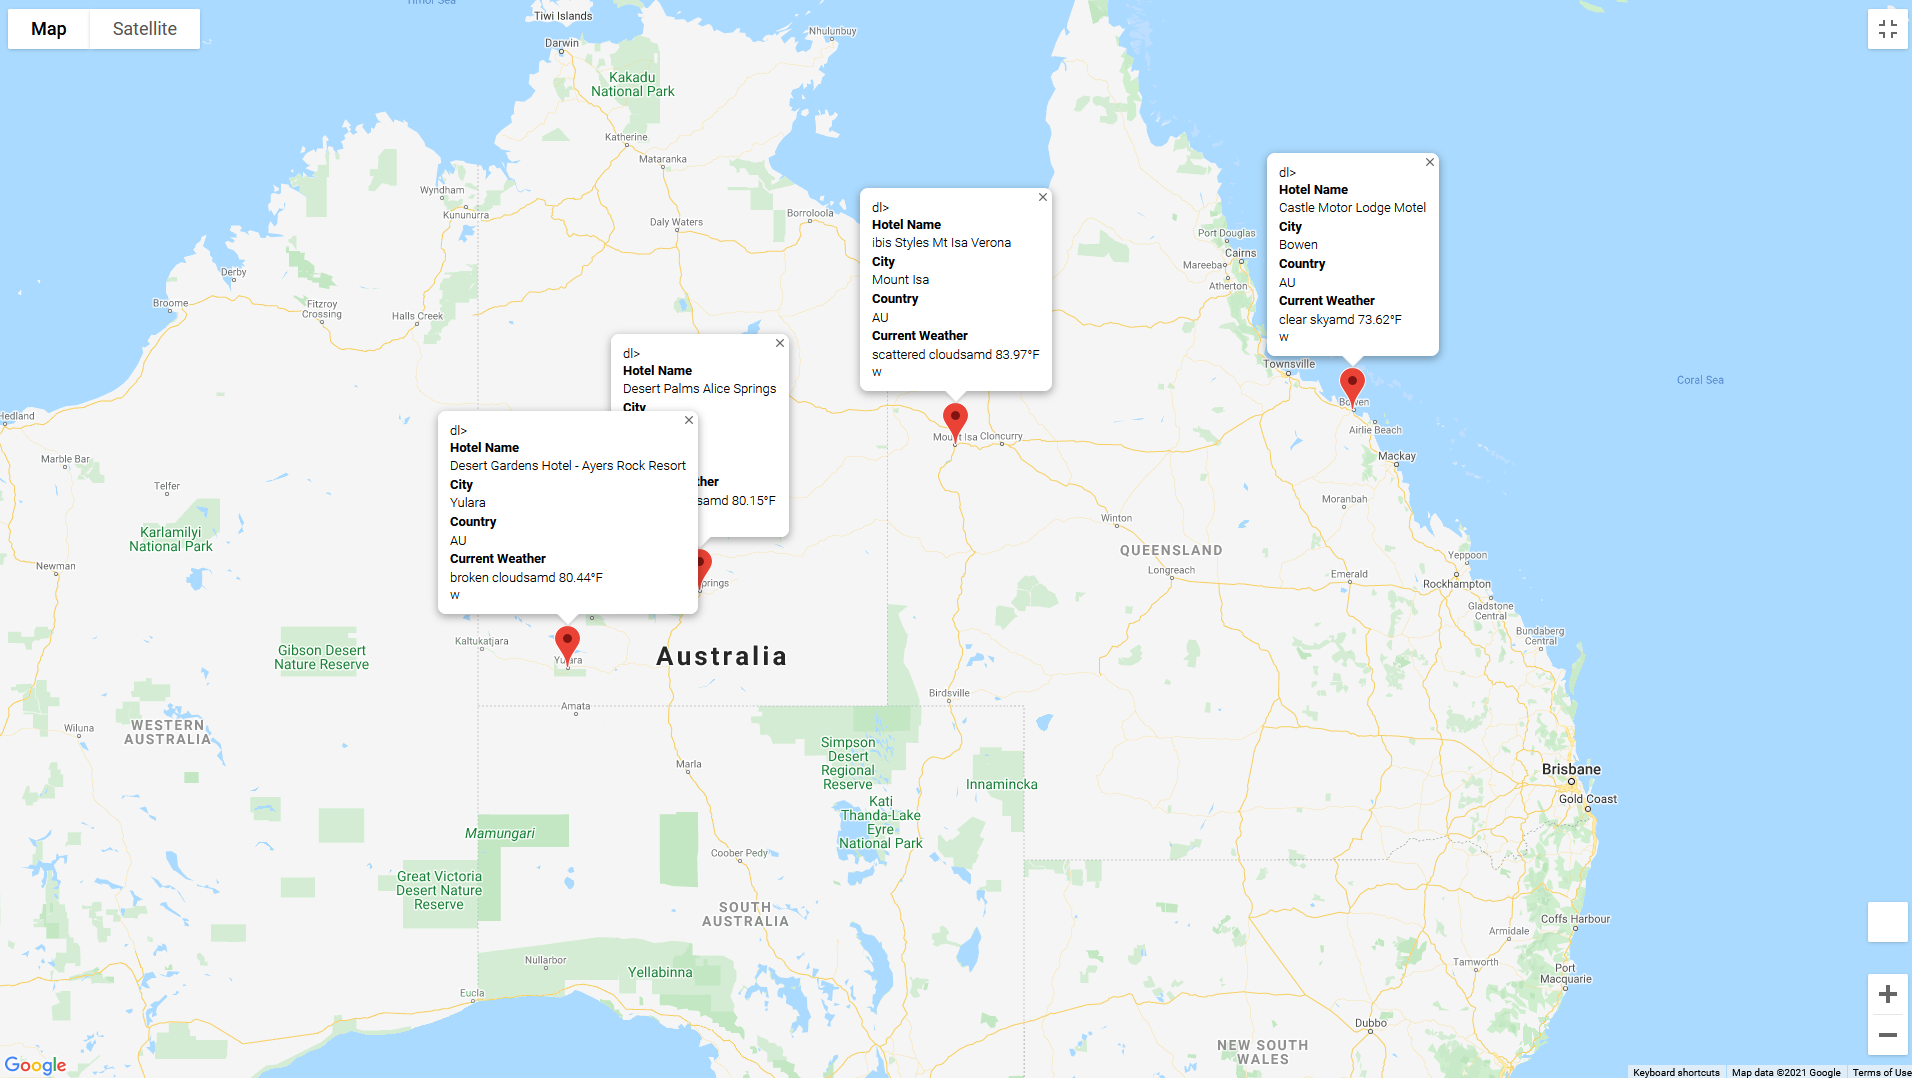 Timor Sea
Map
Satellite
Tiwi Islands
Darwin
Nhulunbuy
Kakadu
National Park
Katherine
Mataranka
Wyndham
Kununurra
Daly Waters
Borroloola
Derby
Broome
Fitzroy
Crossing
Halls Creek
Port Douglas
Cairns
Mareeba
Atherton
dl>
Hotel Name
Castle Motor Lodge Motel
City
Bowen
Country
AU
Current Weather
clear skyamd 73.62°F
w
dl>
Hotel Name
ibis Styles Mt Isa Verona
City
Mount Isa
Country
AU
Current Weather
scattered cloudsamd 83.97°F
w
dl>
Hotel Name
Desert Palms Alice Springs
City
ther
samd 80.15°F
dl>
Hotel Name
Desert Gardens Hotel - Ayers Rock Resort
City
Yulara
Country
AU
Current Weather
broken cloudsamd 80.44°F
w
Townsville
Bowen
Airlie Beach
Coral Sea
Mount Isa
Cloncurry
Mackay
Hedland
Marble Bar
Telfer
Karlamilyi
National Park
Newman
Moranbah
Winton
QUEENSLAND
Longreach
Emerald
Yeppoon
Rockhampton
Gladstone
Central
Bundaberg
Central
prings
Kaltukatjara
Yulara
Australia
Gibson Desert
Nature Reserve
Birdsville
Amata
Wiluna
WESTERN
AUSTRALIA
Simpson
Desert
Regional
Reserve
Marla
Innamincka
Kati
Thanda-Lake
Eyre
National Park
Brisbane
Gold Coast
Mamungari
Coober Pedy
Great Victoria
Desert Nature
Reserve
SOUTH
AUSTRALIA
Coffs Harbour
Armidale
Nullarbor
Yellabinna
Tamworth
Port
Macquarie
Eucla
Dubbo
NEW SOUTH
WALES
Google
Keyboard shortcuts
Map data ©2021 Google
Terms of Use